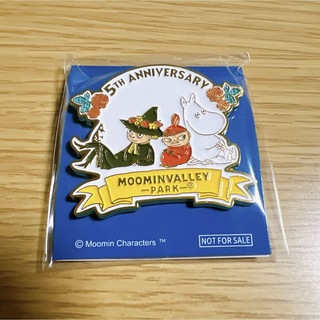 5TH ANNIVERSARY
MOOMINVALLEY
PARK®
© Moomin Characters ™
NOT FOR SALE